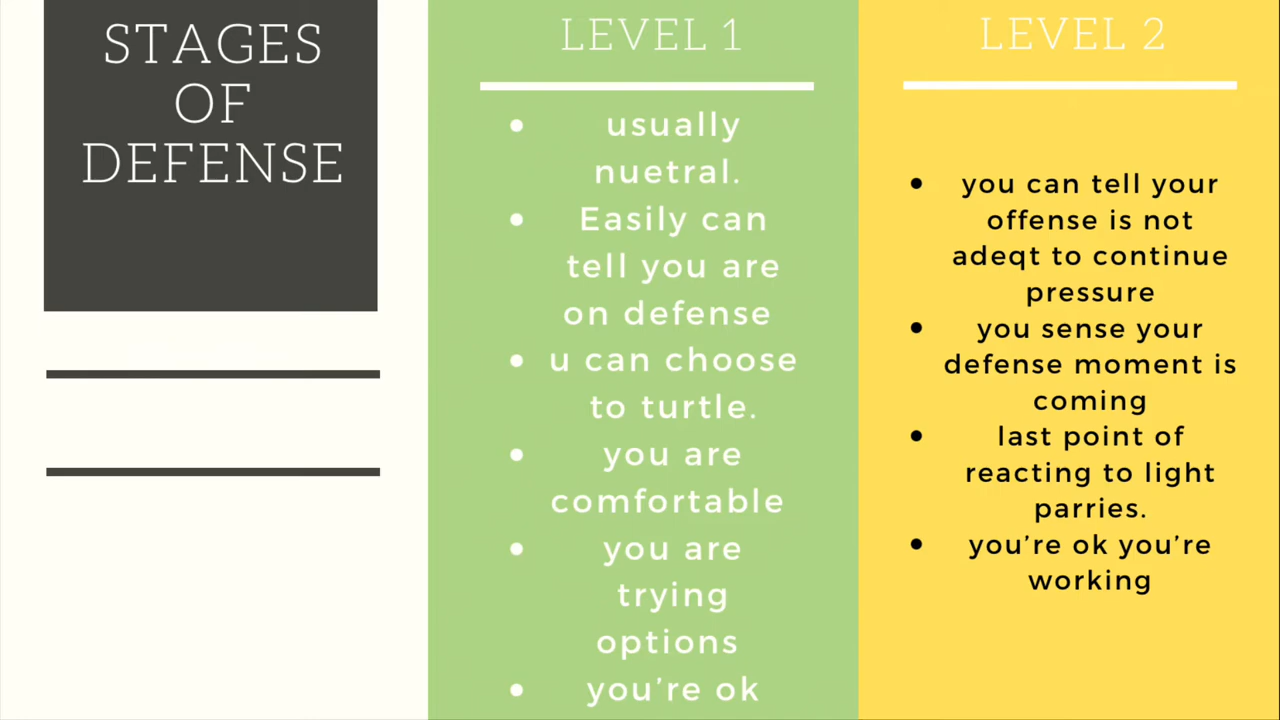 STAGES
OF
DEFENSE
LEVEL 1
usually
nuetral.
Easily can
tell you are
on defense
u can choose
to turtle.
you are
comfortable
you are
trying
options
you’re ok
LEVEL 2
you can tell your
offense is not
adeqt to continue
pressure
you sense your
defense moment is
coming
last point of
reacting to light
parries.
you’re ok you’re
working